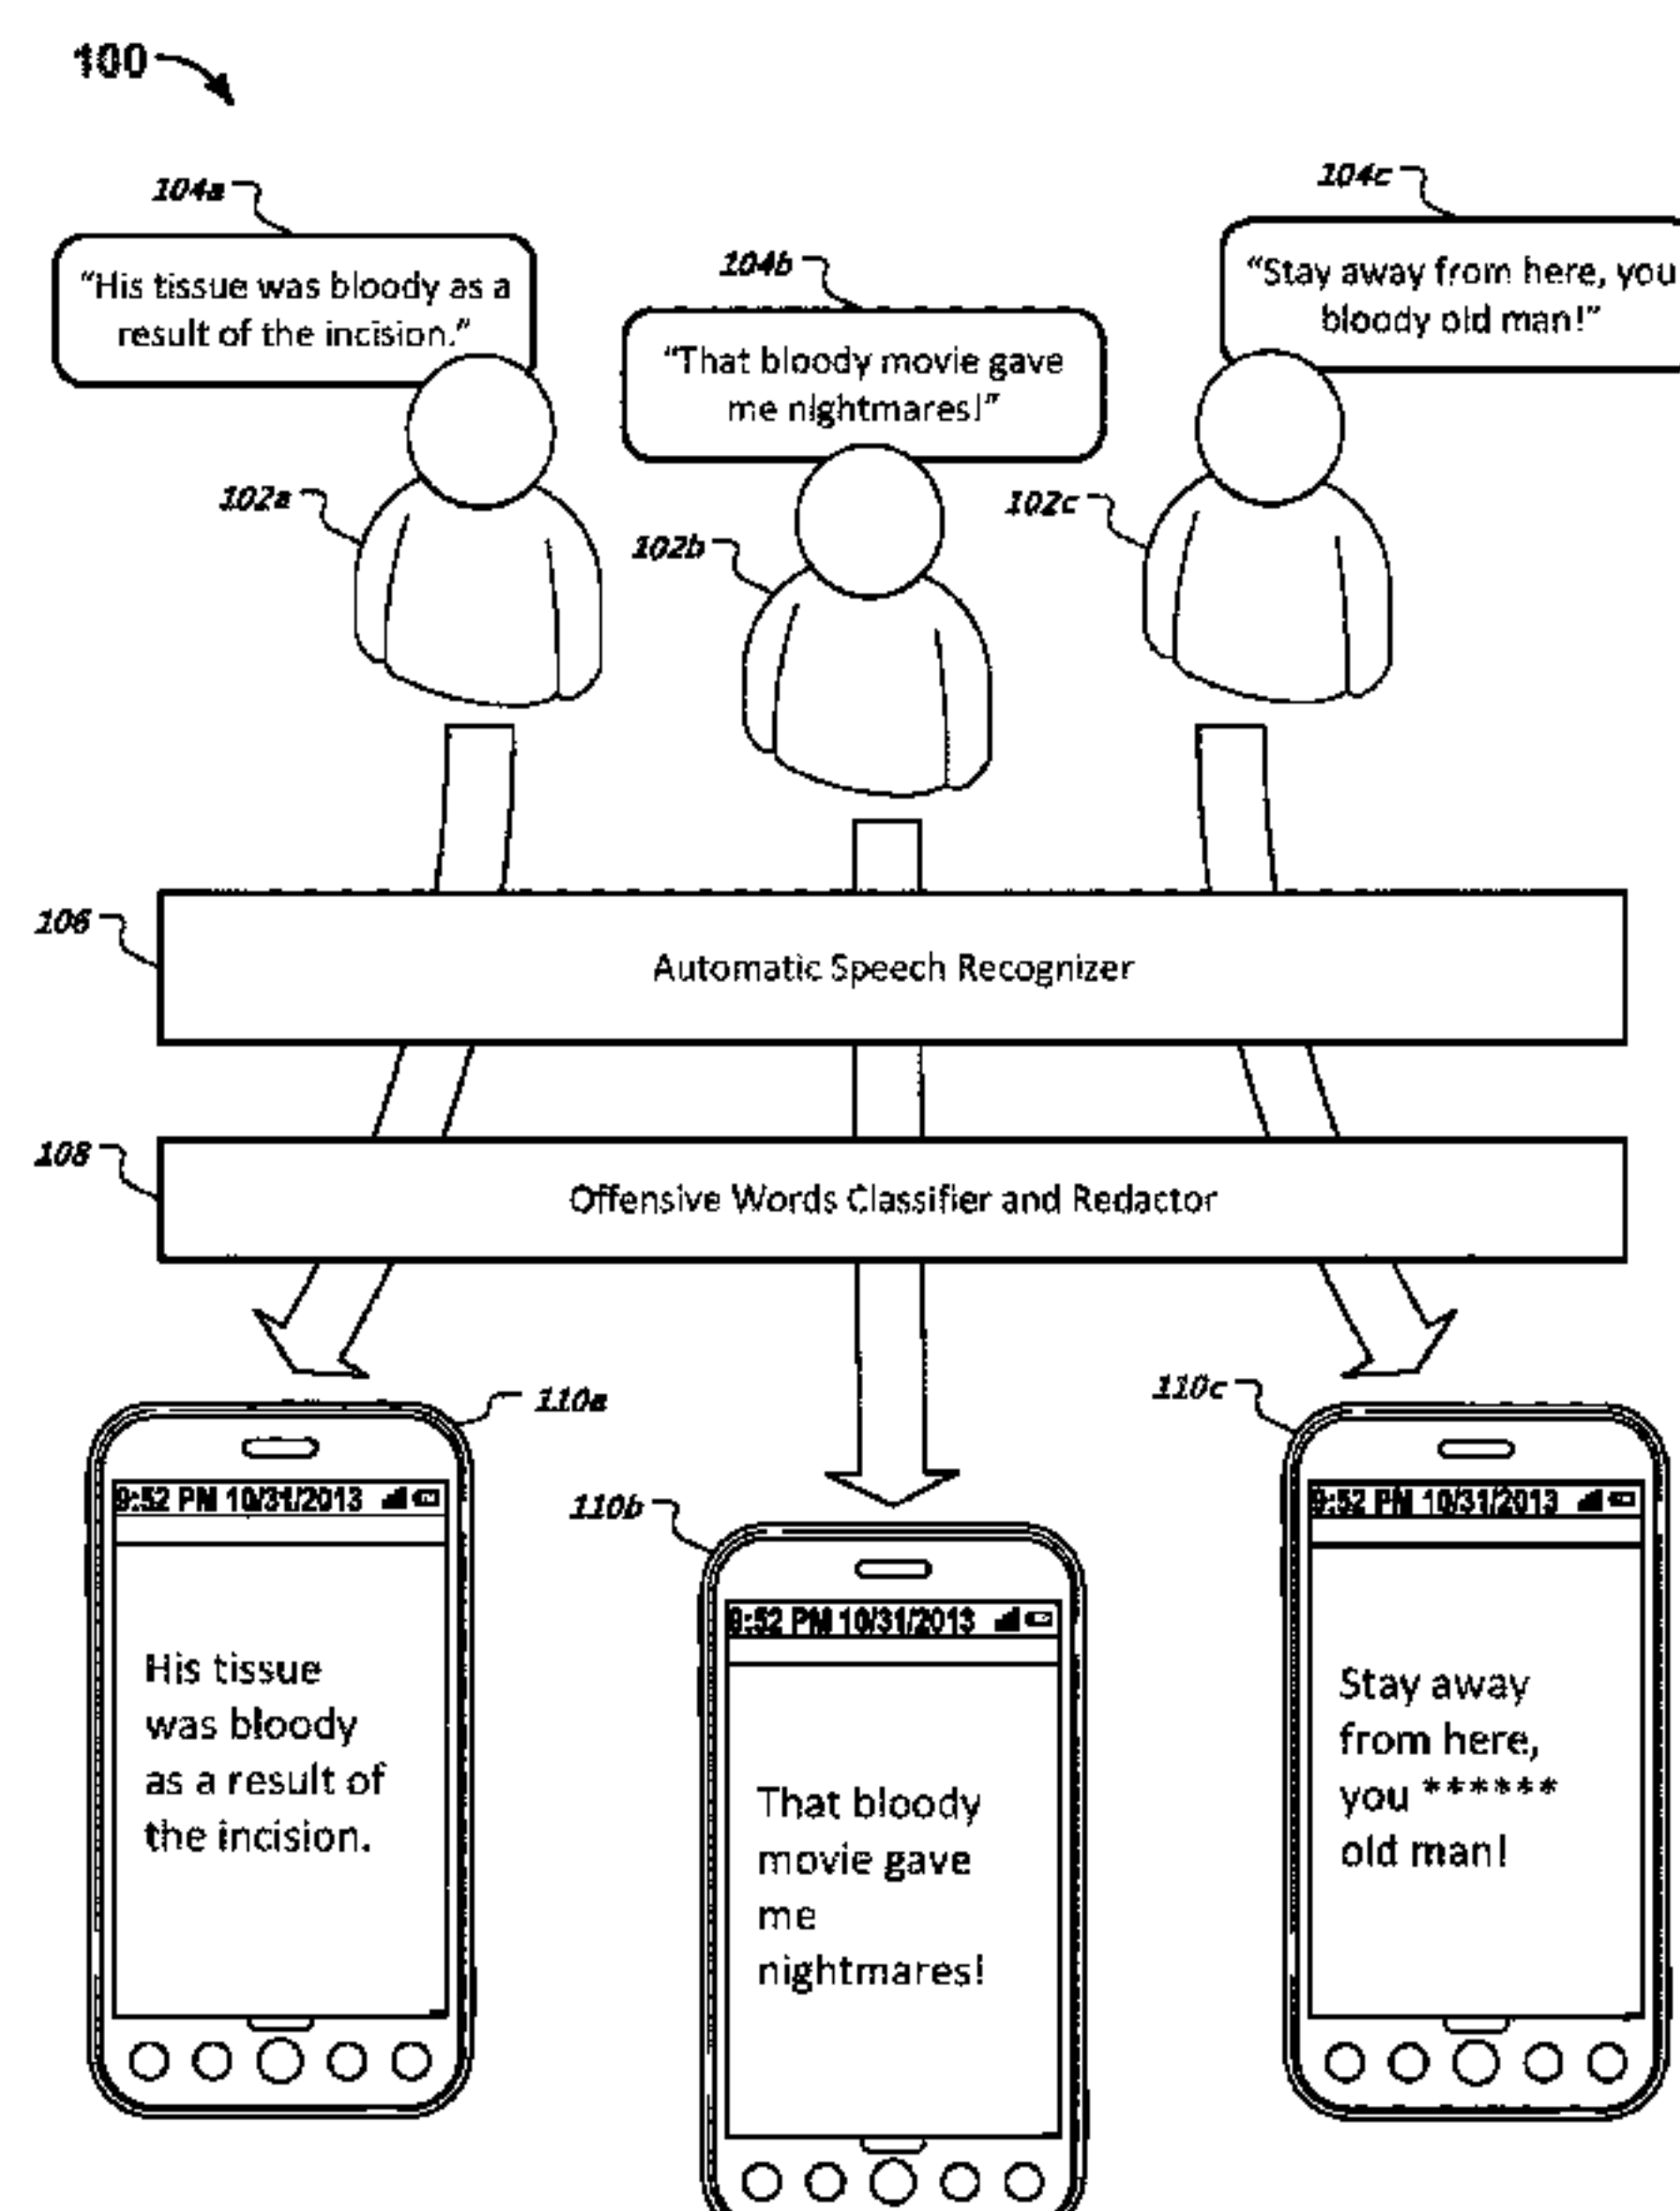 100
104a
104c
"His tissue was bloody as a
result of the incision."
104b
"That bloody movie gave
me nightmares!"
"Stay away from here, you
bloody old man!"
102a
102b
102c
106
Automatic Speech Recognizer
108
Offensive Words Classifier and Redactor
110a
9:52 PM 10/31/2013
His tissue
was bloody
as a result of
the incision.
110b
9:52 PM 10/31/2013
That bloody
movie gave
me
nightmares!
110c
9:52 PM 10/31/2013
Stay away
from here,
you ******
old man!